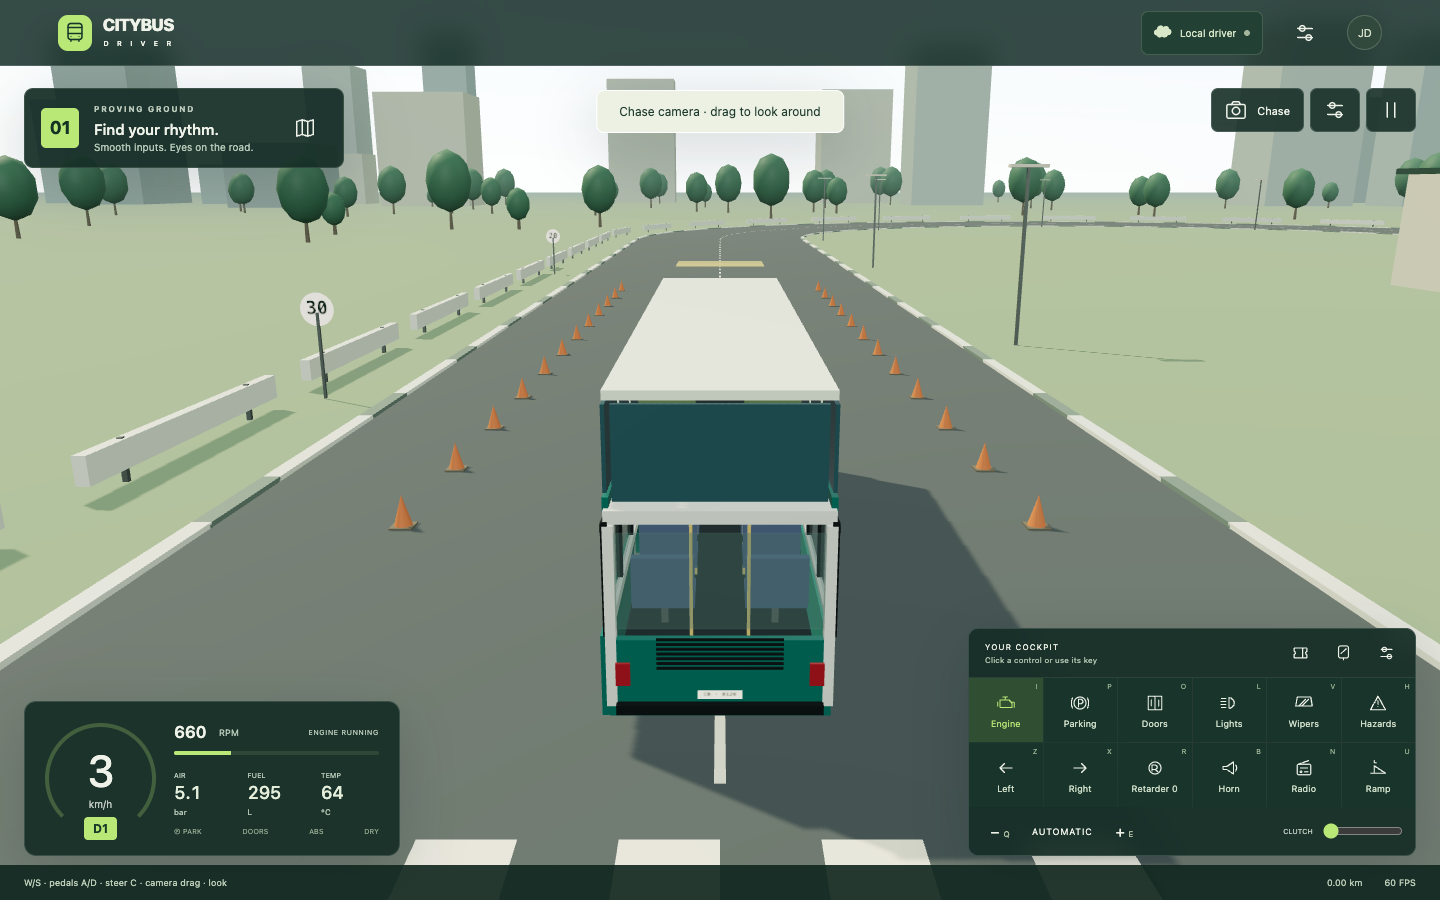 CITYBUS
DRIVER
Local driver
JD
01
PROVING GROUND
Find your rhythm.
Smooth inputs. Eyes on the road.
Chase camera · drag to look around
Chase
30
20
YOUR COCKPIT
Click a control or use its key
I
Engine
P
Parking
O
Doors
L
Lights
V
Wipers
H
Hazards
Z
Left
X
Right
R
Retarder 0
B
Horn
N
Radio
U
Ramp
− Q
AUTOMATIC
+ E
CLUTCH
3
km/h
D1
660 RPM
ENGINE RUNNING
AIR
5.1
bar
FUEL
295
L
TEMP
64
°C
Ⓟ PARK
DOORS
ABS
DRY
W/S · pedals A/D · steer C · camera drag · look
0.00 km
60 FPS